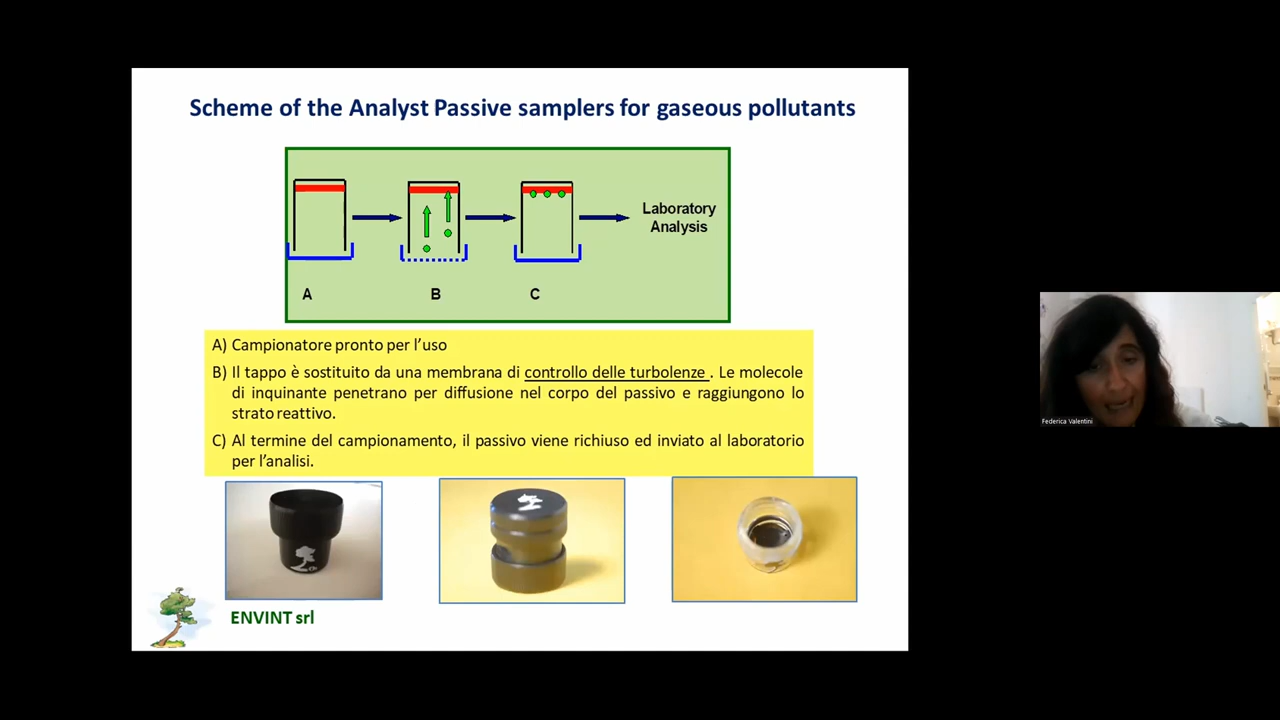 Scheme of the Analyst Passive samplers for gaseous pollutants
Laboratory
Analysis
A
B
C
A) Campionatore pronto per l’uso
B) Il tappo è sostituito da una membrana di controllo delle turbolenze . Le molecole
di inquinante penetrano per diffusione nel corpo del passivo e raggiungono lo
strato reattivo.
C) Al termine del campionamento, il passivo viene richiuso ed inviato al laboratorio
per l’analisi.
ENVINT srl
Federica Valentini